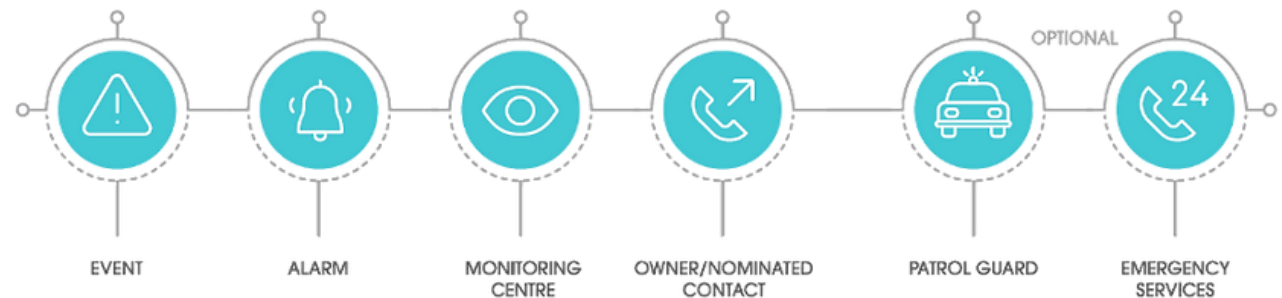 OPTIONAL
24
EVENT
ALARM
MONITORING
CENTRE
OWNER/NOMINATED
CONTACT
PATROL GUARD
EMERGENCY
SERVICES